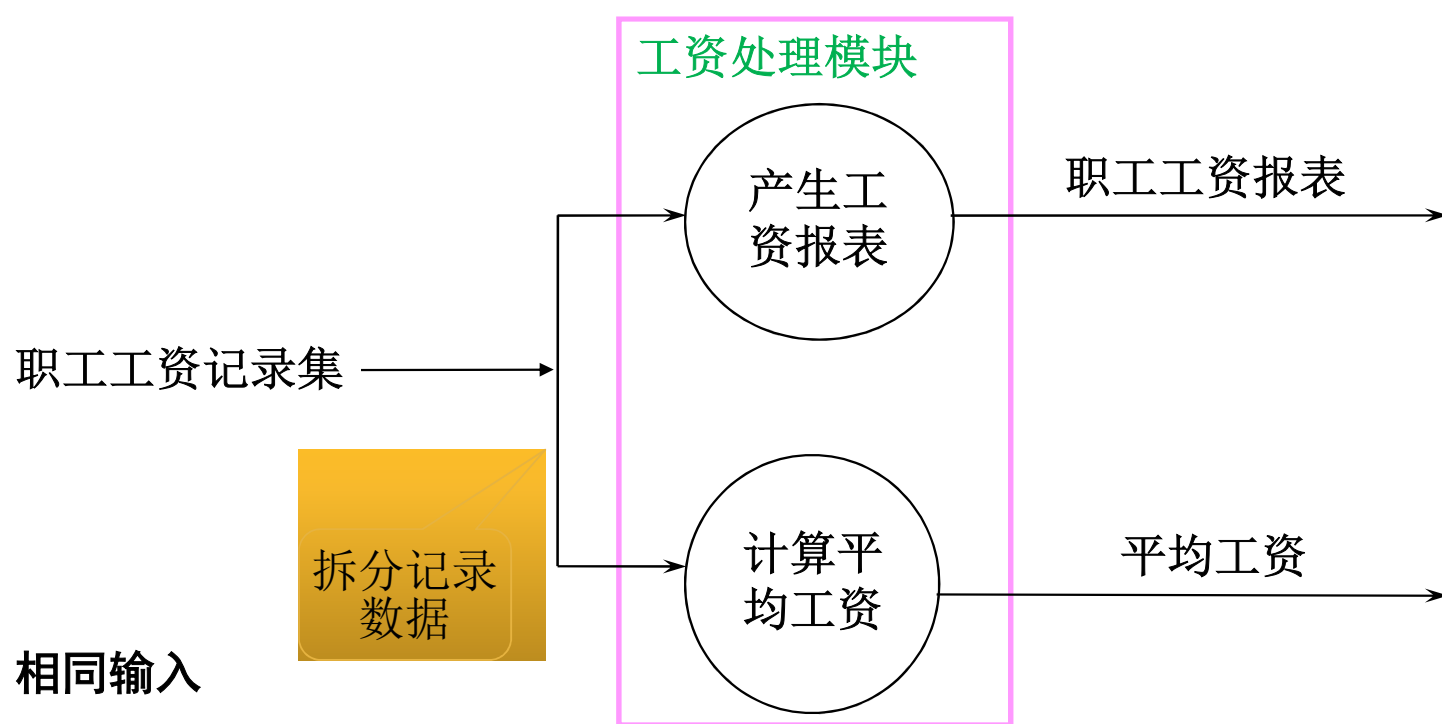 工资处理模块
产生工
资报表
职工工资报表
职工工资记录集
拆分记录
数据
计算平
均工资
平均工资
相同输入